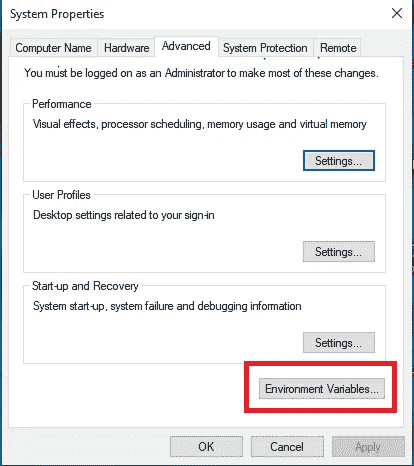 System Properties
Computer Name Hardware Advanced System Protection Remote
You must be logged on as an Administrator to make most of these changes.
Performance
Visual effects, processor scheduling, memory usage and virtual memory
Settings...
User Profiles
Desktop settings related to your sign-in
Settings...
Start-up and Recovery
System start-up, system failure and debugging information
Settings...
Environment Variables...
OK Cancel Apply